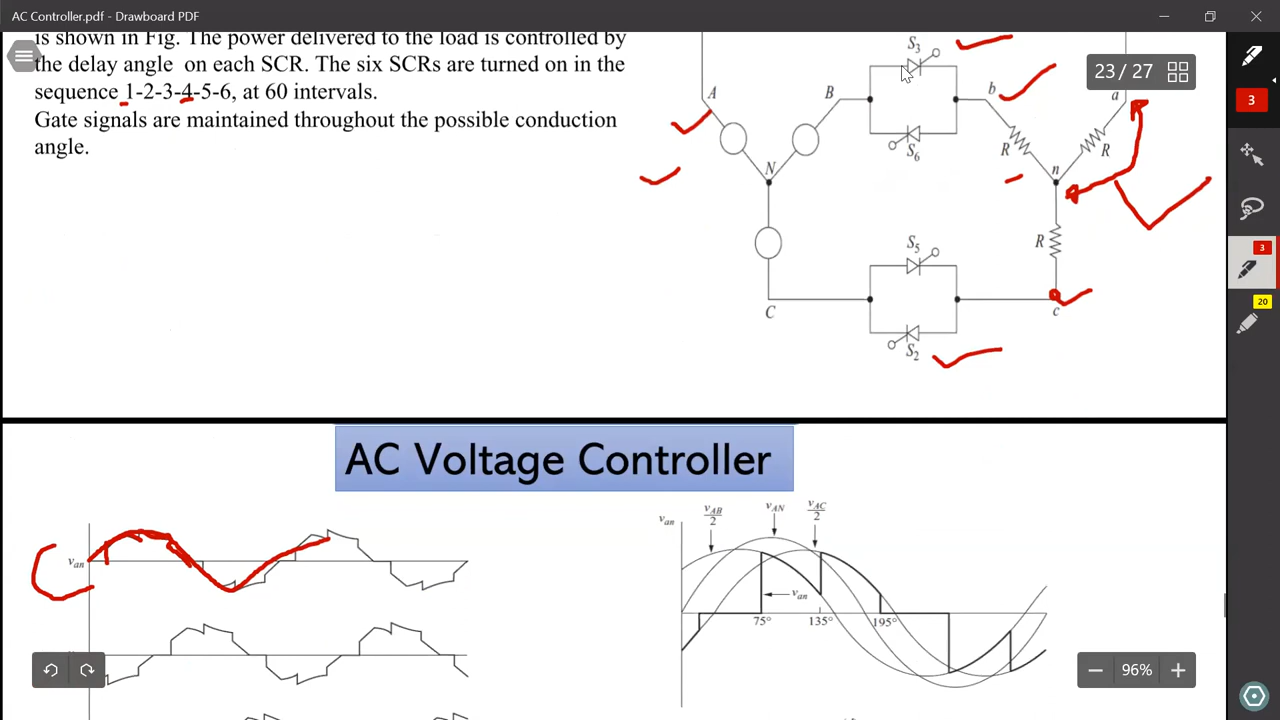 AC Controller.pdf - Drawboard PDF
is shown in Fig. The power delivered to the load is controlled by
the delay angle on each SCR. The six SCRs are turned on in the
sequence 1-2-3-4-5-6, at 60 intervals.
Gate signals are maintained throughout the possible conduction
angle.
S3
23 / 27
A
B
b
a
3
S6
R
R
N
n
S5
R
3
C
c
20
S2
AC Voltage Controller
van
vAB/2
vAN
vAC/2
van
van
75° 135° 195°
96%